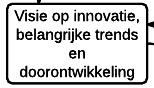 Visie op innovatie,
belangrijke trends
en
doorontwikkeling